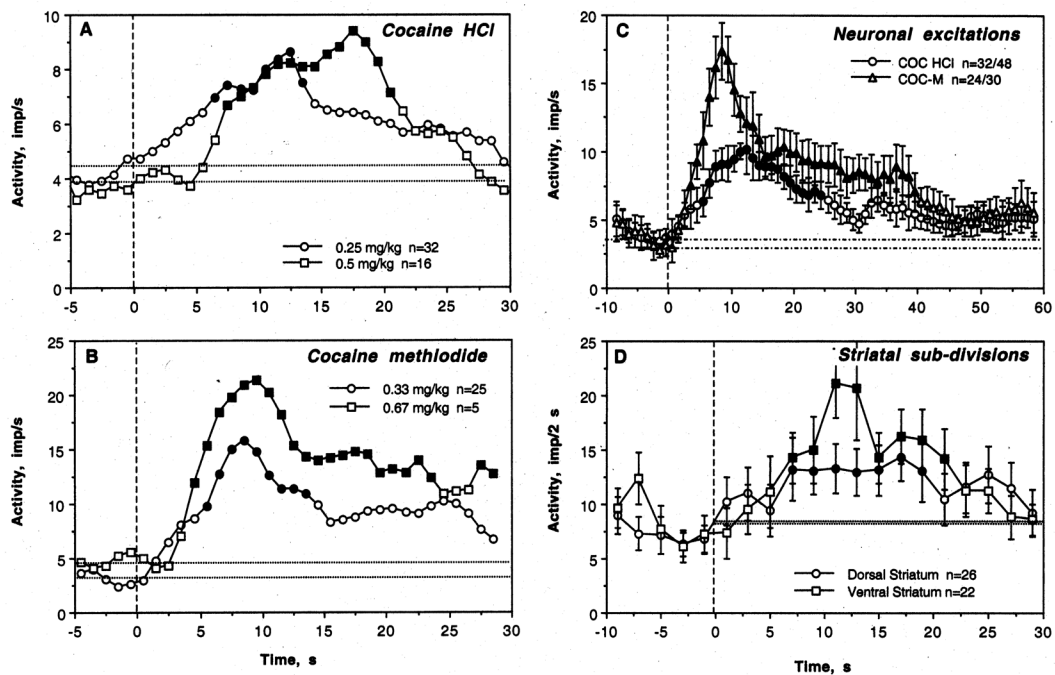 A
Cocaine HCl
Activity, imp/s
10
8
6
4
2
0
0.25 mg/kg n=32
0.5 mg/kg n=16
-5
0
5
10
15
20
25
30
B
Cocaine methiodide
Activity, imp/s
25
20
15
10
5
0
0.33 mg/kg n=25
0.67 mg/kg n=5
-5
0
5
10
15
20
25
30
Time, s
C
Neuronal excitations
Activity, imp/s
20
15
10
5
0
COC HCl n=32/48
COC-M n=24/30
-10
0
10
20
30
40
50
60
D
Striatal sub-divisions
Activity, imp/2 s
25
20
15
10
5
0
Dorsal Striatum n=26
Ventral Striatum n=22
-10
-5
0
5
10
15
20
25
30
Time, s